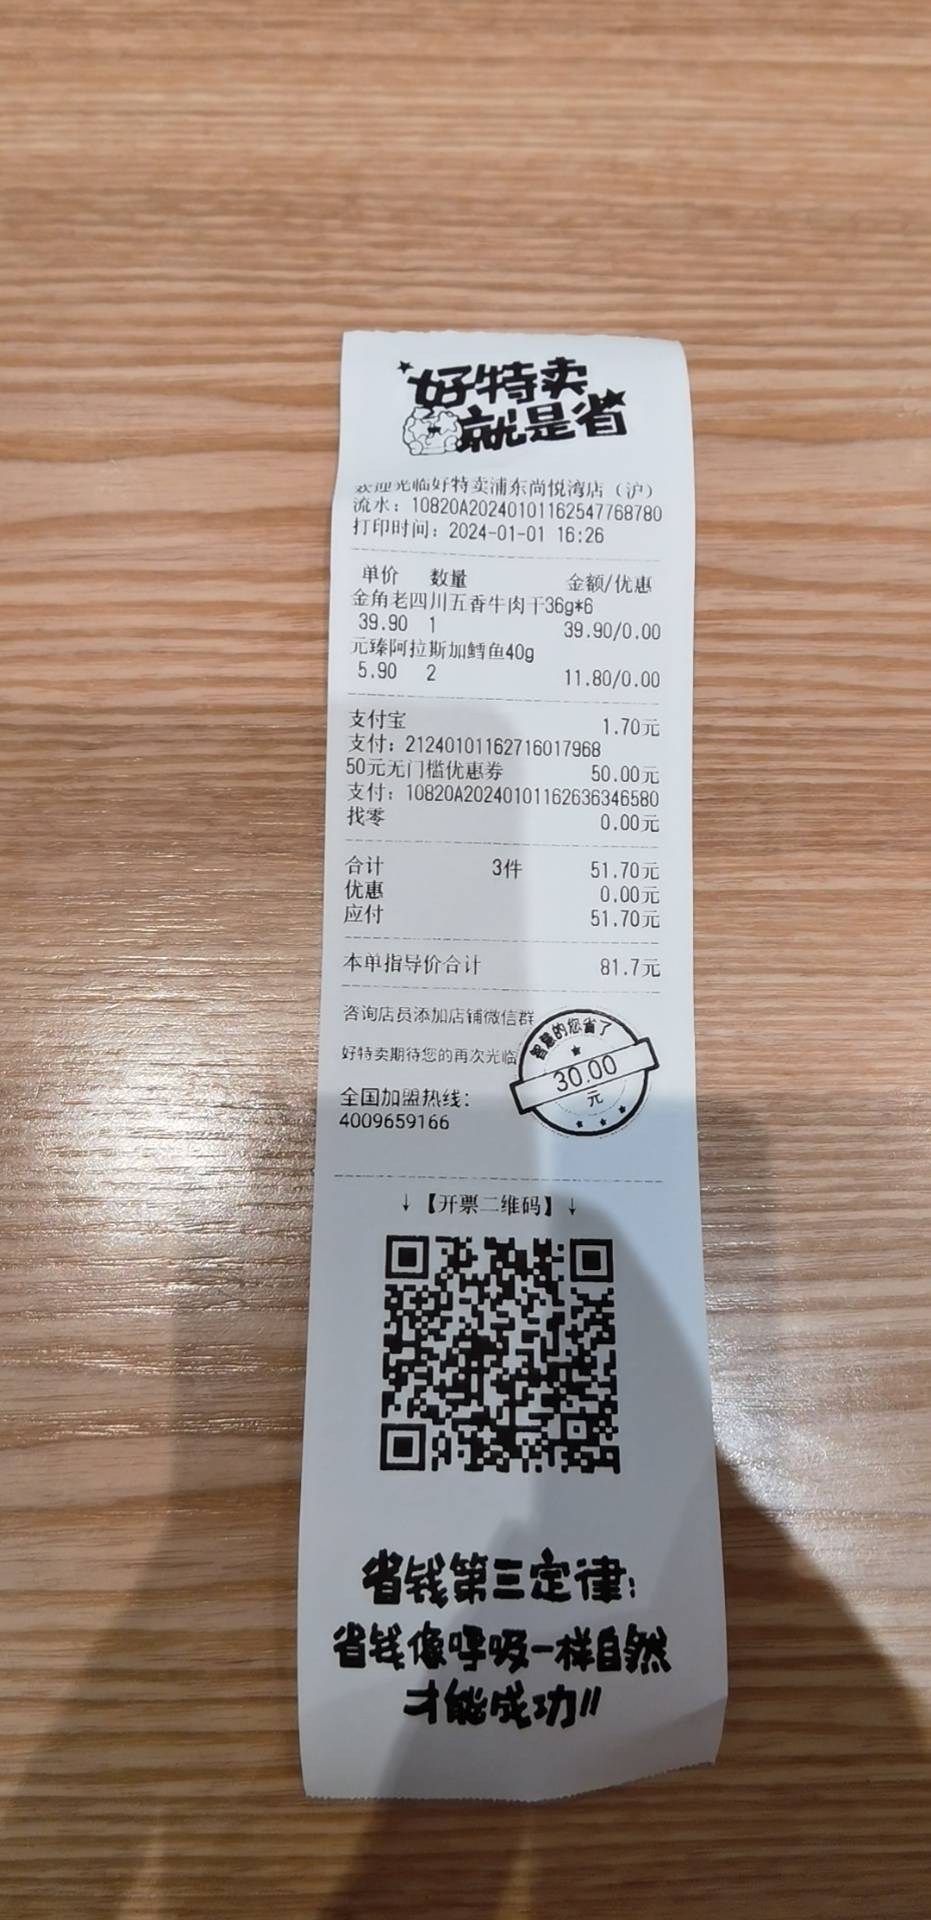 好特卖
就是省
欢迎光临好特卖浦东尚悦湾店（沪）
流水：10820A20240101162547768780
打印时间：2024-01-01 16:26
单价 数量 金额/优惠
金角老四川五香牛肉干36g*6
39.90 1 39.90/0.00
元臻阿拉斯加鳕鱼40g
5.90 2 11.80/0.00
支付宝 1.70元
支付：21240101162716017968
50元无门槛优惠券 50.00元
支付：10820A20240101162636346580
找零 0.00元
合计 3件 51.70元
优惠 0.00元
应付 51.70元
本单指导价合计 81.7元
咨询店员添加店铺微信群
好特卖期待您的再次光临
智慧的您省了
30.00
元
全国加盟热线：
4009659166
↓【开票二维码】↓
省钱第三定律：
省钱像呼吸一样自然
才能成功!!